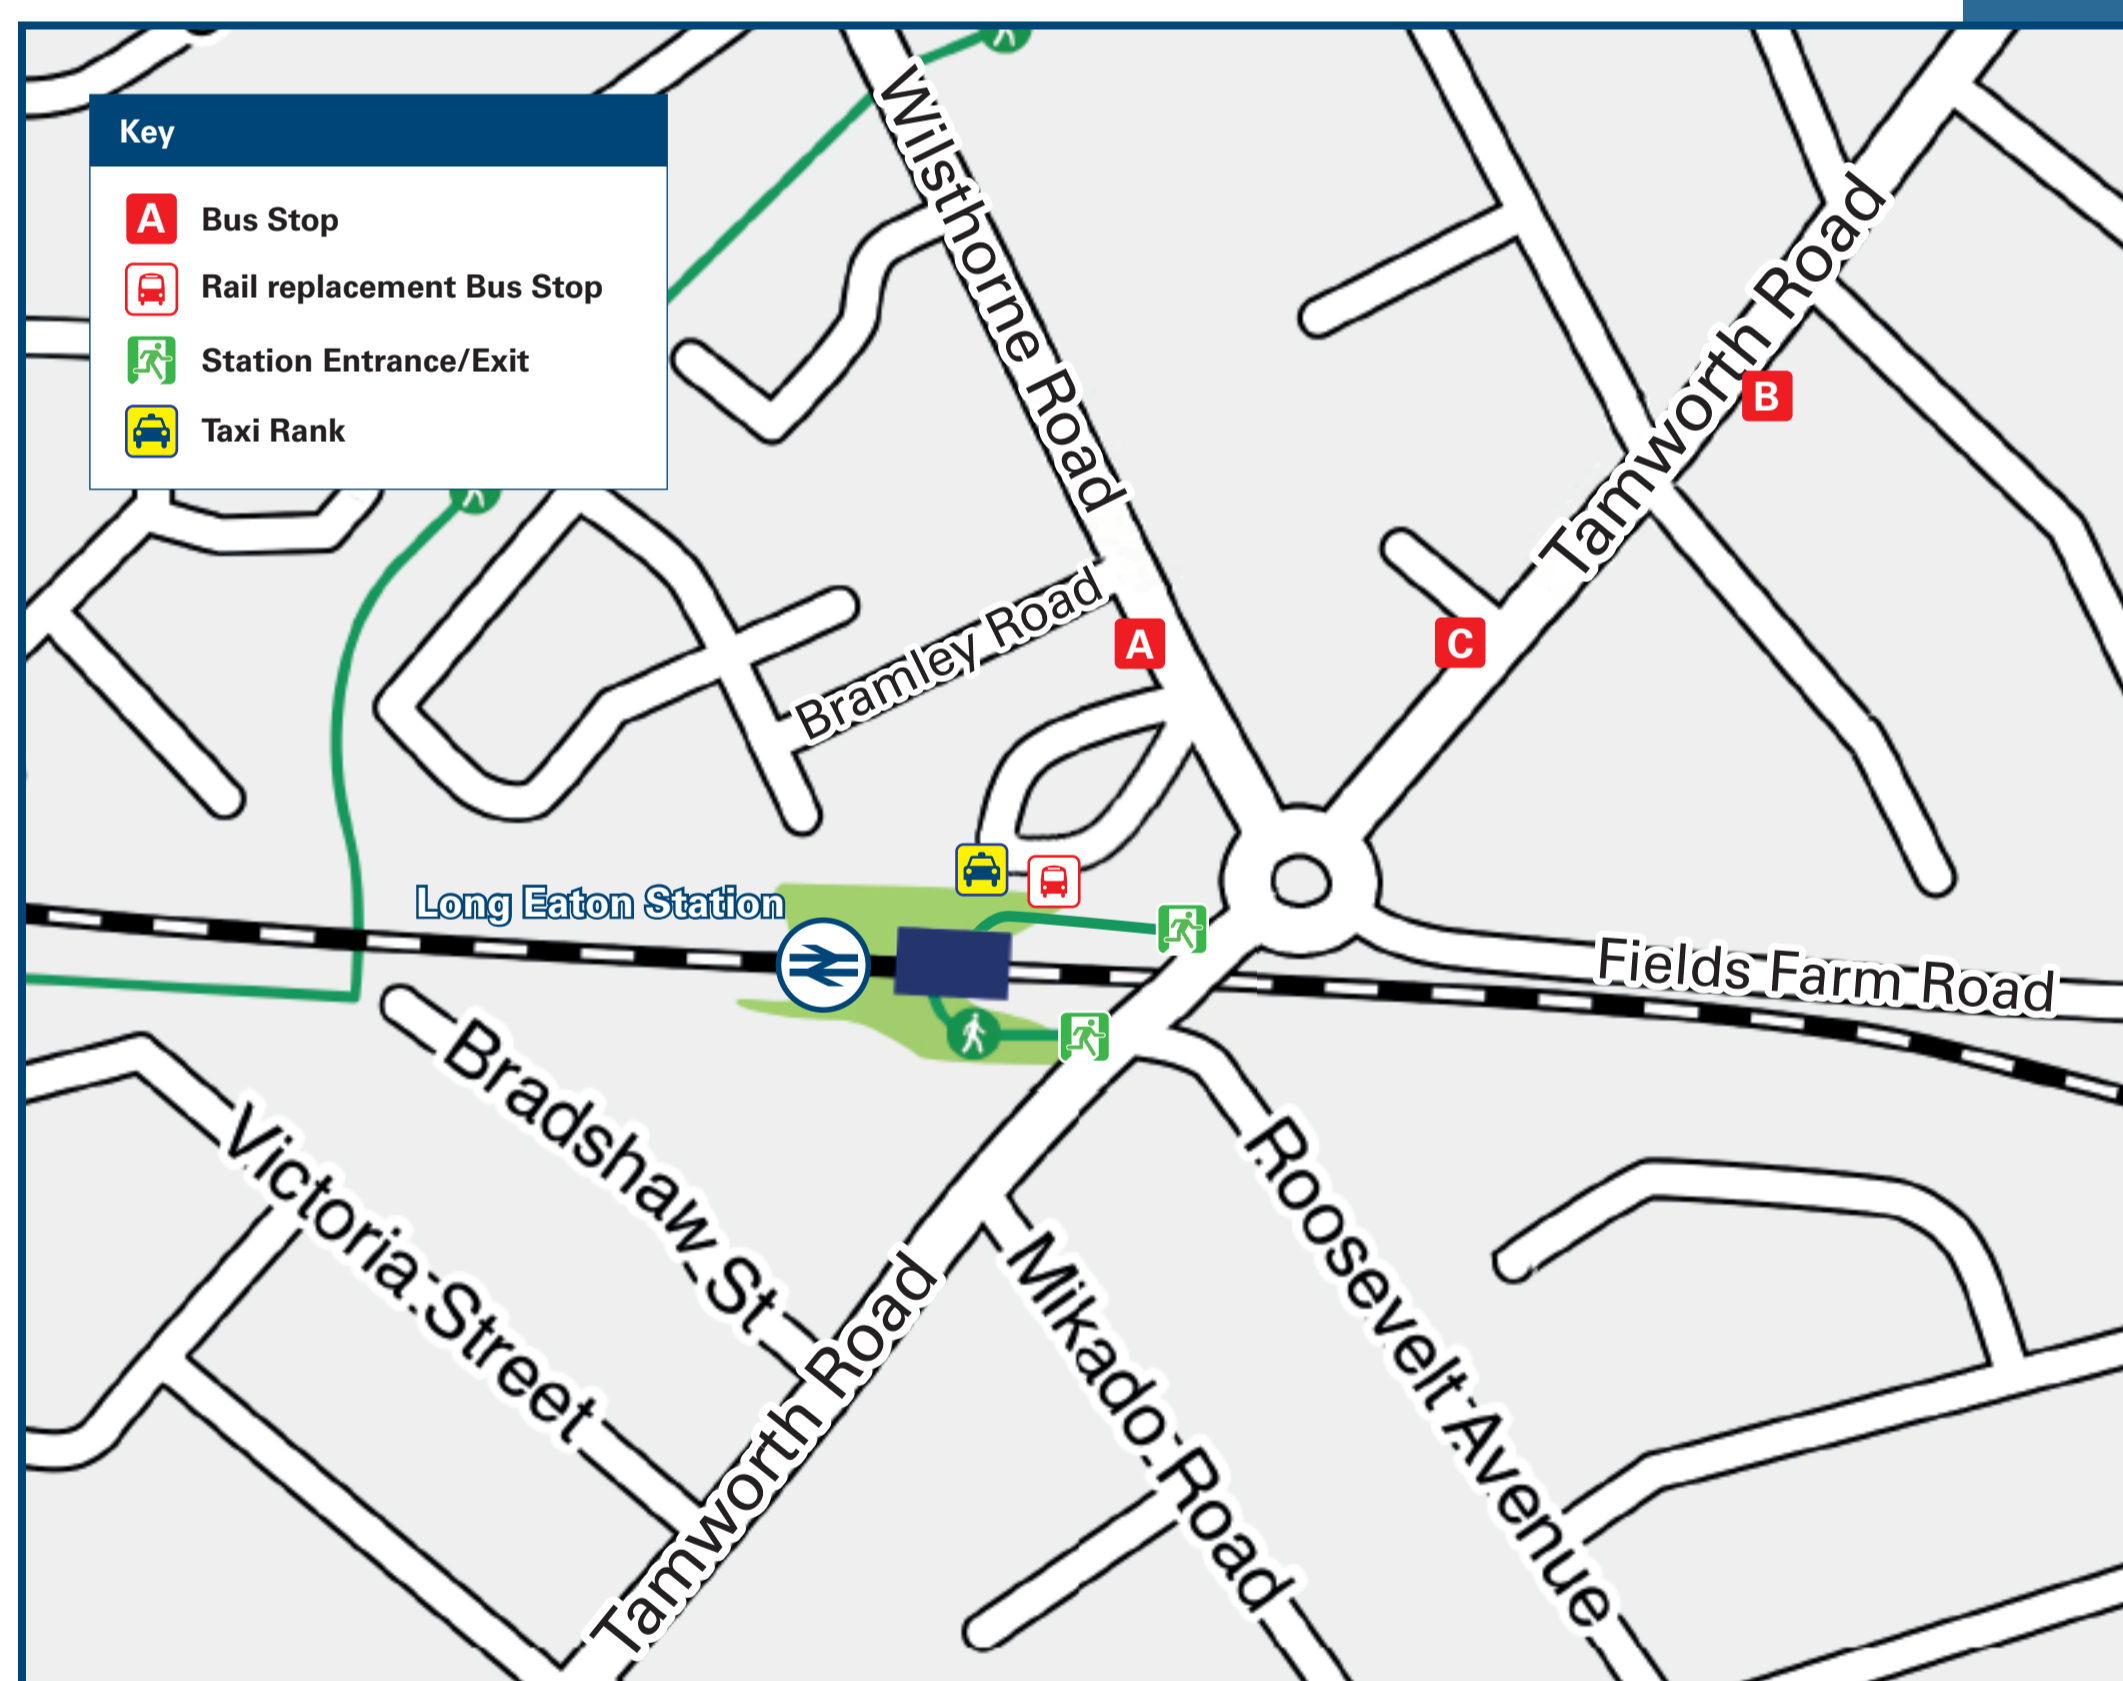 Key
A Bus Stop
Rail replacement Bus Stop
Station Entrance/Exit
Taxi Rank
Wilsthorne Road
Tamworth Road
B
Bramley Road
A
C
Long Eaton Station
Fields Farm Road
Bradshaw St
Victoria Street
Roosevelt Avenue
Mikado Road
Tamworth Road